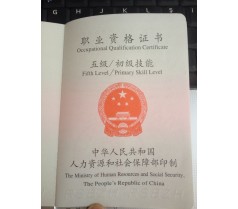 职业资格证书
Occupational Qualification Certificate
五级/初级技能
Fifth Level / Primary Skill Level
中华人民共和国
人力资源和社会保障部印制
The Ministry of Human Resources and Social Security,
The People's Republic of China